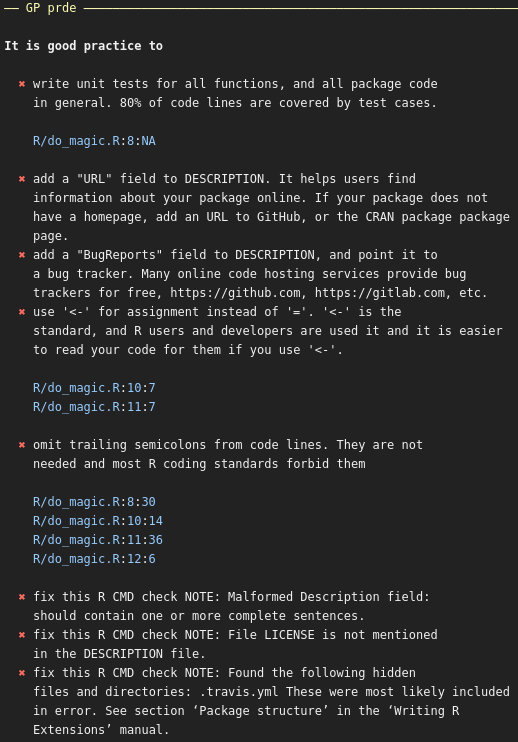 ── GP prde ──────────────────────────────────────────────────
It is good practice to
✖ write unit tests for all functions, and all package code
in general. 80% of code lines are covered by test cases.
R/do_magic.R:8:NA
✖ add a "URL" field to DESCRIPTION. It helps users find
information about your package online. If your package does not
have a homepage, add an URL to GitHub, or the CRAN package package
page.
✖ add a "BugReports" field to DESCRIPTION, and point it to
a bug tracker. Many online code hosting services provide bug
trackers for free, https://github.com, https://gitlab.com, etc.
✖ use '<-' for assignment instead of '='. '<-' is the
standard, and R users and developers are used it and it is easier
to read your code for them if you use '<-'.
R/do_magic.R:10:7
R/do_magic.R:11:7
✖ omit trailing semicolons from code lines. They are not
needed and most R coding standards forbid them
R/do_magic.R:8:30
R/do_magic.R:10:14
R/do_magic.R:11:36
R/do_magic.R:12:6
✖ fix this R CMD check NOTE: Malformed Description field:
should contain one or more complete sentences.
✖ fix this R CMD check NOTE: File LICENSE is not mentioned
in the DESCRIPTION file.
✖ fix this R CMD check NOTE: Found the following hidden
files and directories: .travis.yml These were most likely included
in error. See section ‘Package structure’ in the ‘Writing R
Extensions’ manual.